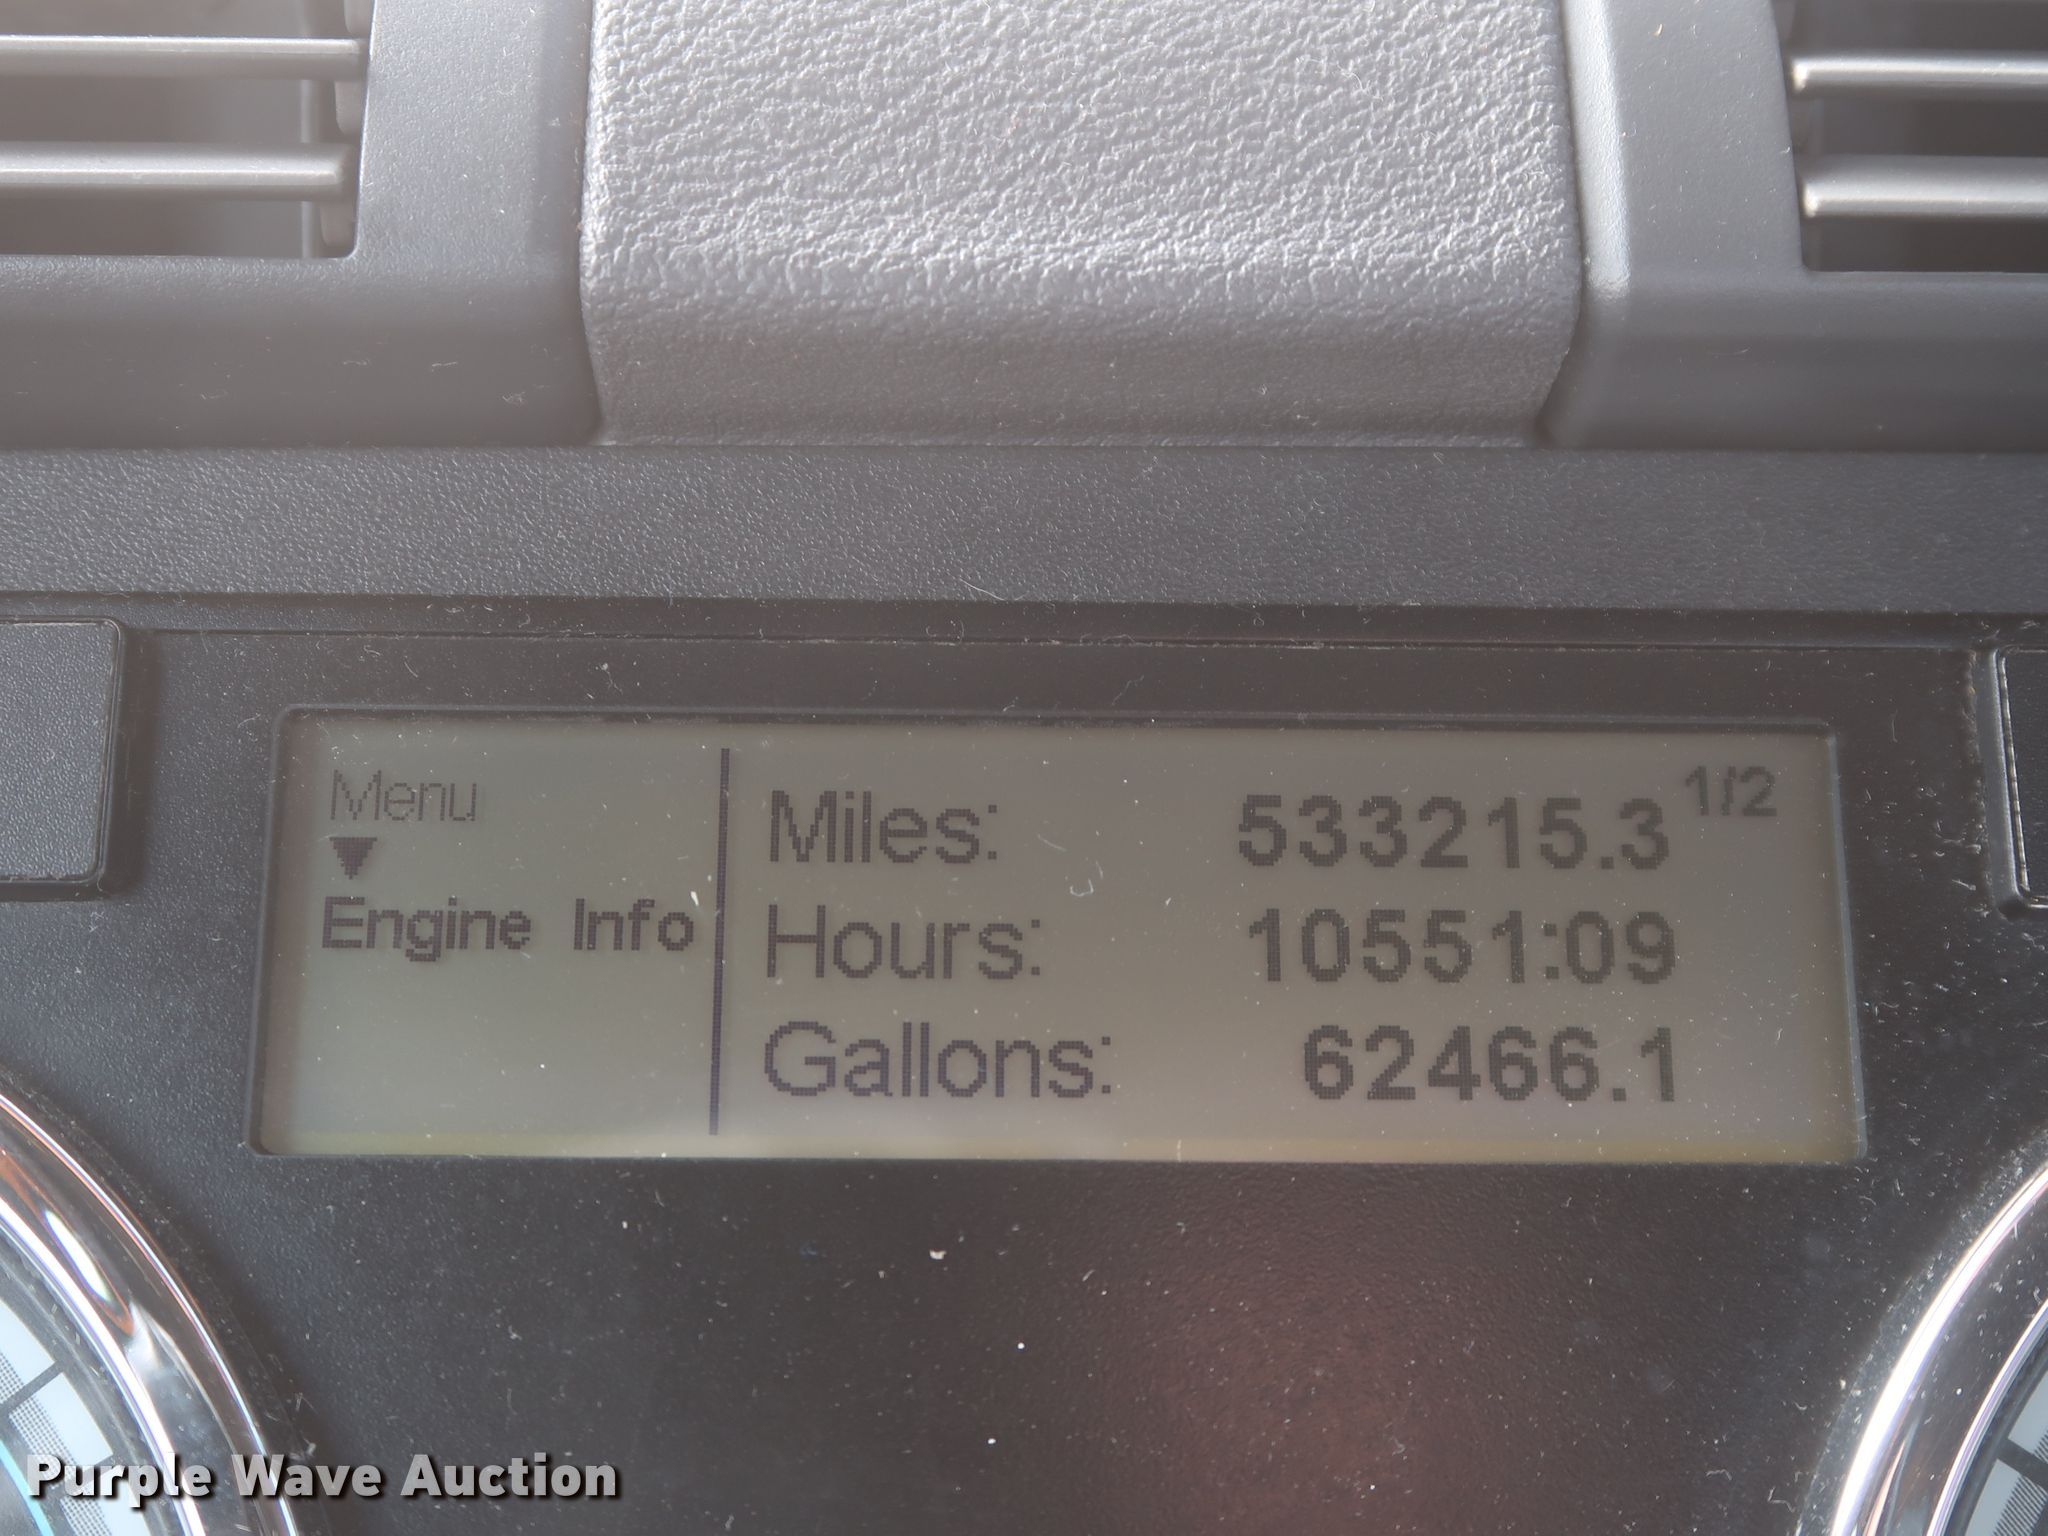 Menu
Engine Info
Miles: 533215.3 1/2
Hours: 10551:09
Gallons: 62466.1
Purple Wave Auction